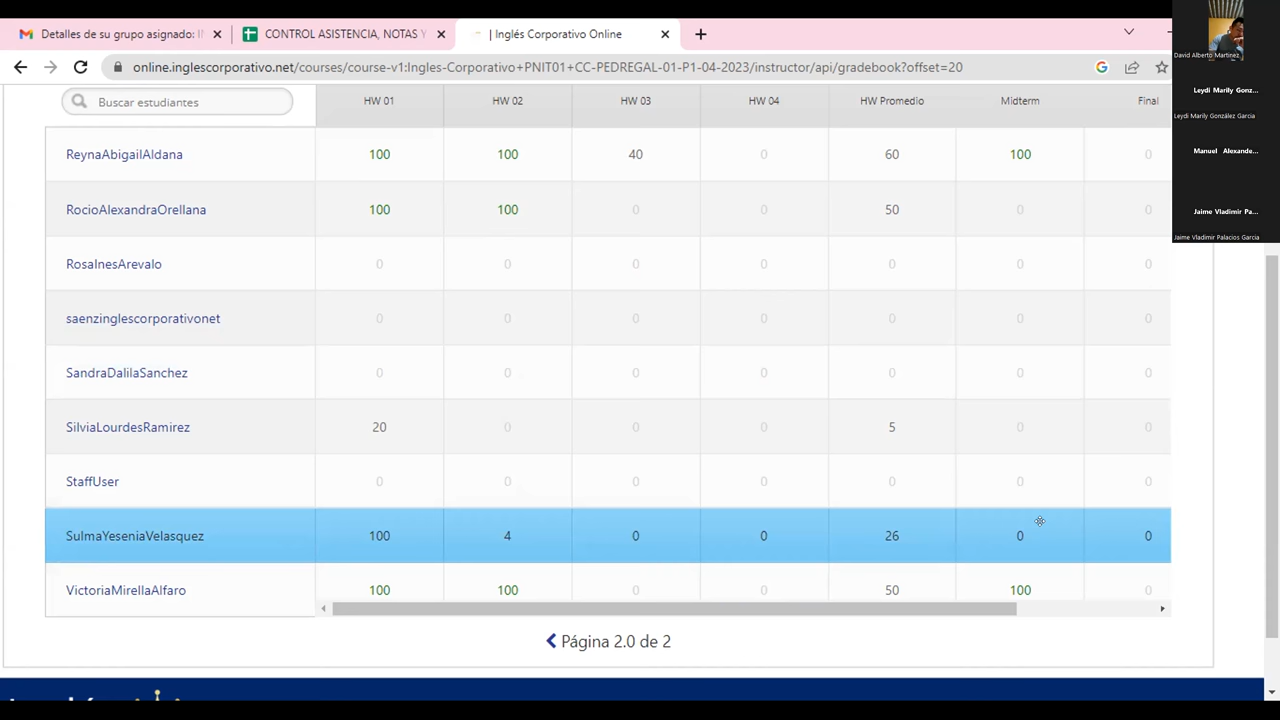 Detalles de su grupo asignado: I
CONTROL ASISTENCIA, NOTAS Y
| Inglés Corporativo Online
online.inglescorporativo.net/courses/course-v1:Ingles-Corporativo+PNIT01+CC-PEDREGAL-01-P1-04-2023/instructor/api/gradebook?offset=20
David Alberto Martinez
Leydi Marily Gonz...
Leydi Marily González Garcia
Manuel Alexande...
Jaime Vladimir Pa...
Jaime Vladimir Palacios Garcia
Buscar estudiantes HW 01 HW 02 HW 03 HW 04 HW Promedio Midterm Final
ReynaAbigailAldana 100 100 40 0 60 100 0
RocioAlexandraOrellana 100 100 0 0 50 0 0
RosaInesArevalo 0 0 0 0 0 0 0
saenzinglescorporativonet 0 0 0 0 0 0 0
SandraDalilaSanchez 0 0 0 0 0 0 0
SilviaLourdesRamirez 20 0 0 0 5 0 0
StaffUser 0 0 0 0 0 0 0
SulmaYeseniaVelasquez 100 4 0 0 26 0 0
VictoriaMirellaAlfaro 100 100 0 0 50 100 0
Página 2.0 de 2